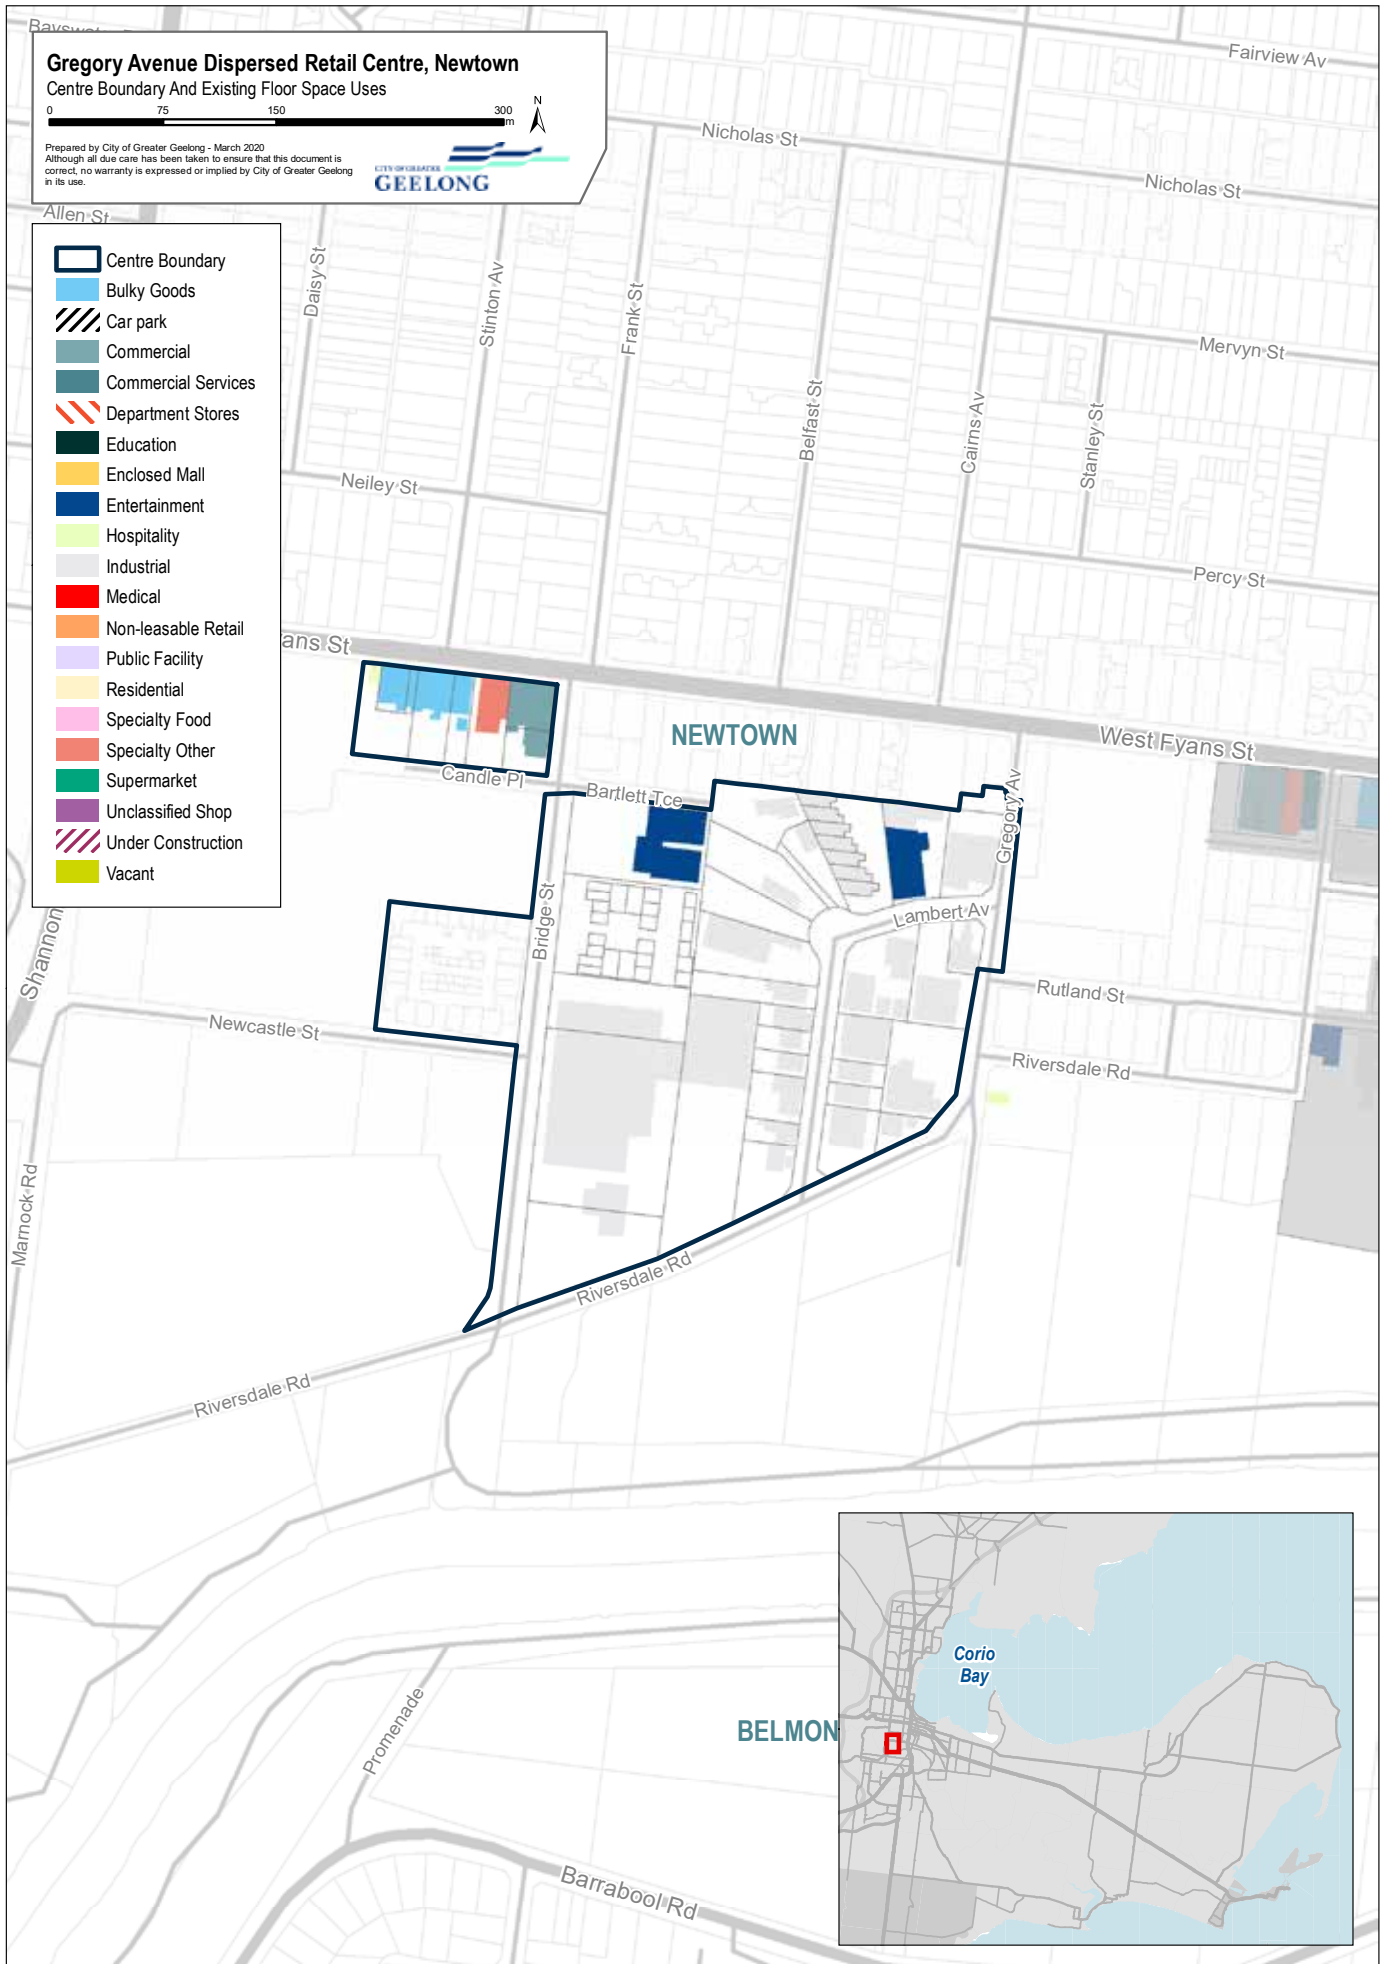 Bayswa
Fairview Av
Gregory Avenue Dispersed Retail Centre, Newtown
Centre Boundary And Existing Floor Space Uses
0 75 150 300
m
N
Prepared by City of Greater Geelong - March 2020
Although all due care has been taken to ensure that this document is
correct, no warranty is expressed or implied by City of Greater Geelong
in its use.
CITY OF GREATER
GEELONG
Nicholas St
Nicholas St
Allen St
Centre Boundary
Bulky Goods
Car park
Commercial
Commercial Services
Department Stores
Education
Enclosed Mall
Entertainment
Hospitality
Industrial
Medical
Non-leasable Retail
Public Facility
Residential
Specialty Food
Specialty Other
Supermarket
Unclassified Shop
Under Construction
Vacant
Daisy St
Stinton Av
Frank St
Belfast St
Cairns Av
Stanley St
Mervyn St
Neiley St
Percy St
ans St
NEWTOWN
West Fyans St
Candle Pl
Bartlett Tce
Gregory Av
Bridge St
Lambert Av
Shannon
Rutland St
Newcastle St
Riversdale Rd
Marnock Rd
Riversdale Rd
Riversdale Rd
Corio
Bay
Promenade
BELMON
Barrabool Rd